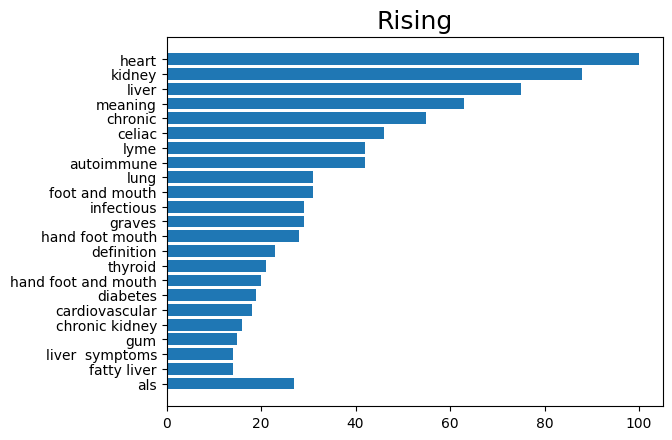 Rising
heart
kidney
liver
meaning
chronic
celiac
lyme
autoimmune
lung
foot and mouth
infectious
graves
hand foot mouth
definition
thyroid
hand foot and mouth
diabetes
cardiovascular
chronic kidney
gum
liver  symptoms
fatty liver
als
0 20 40 60 80 100